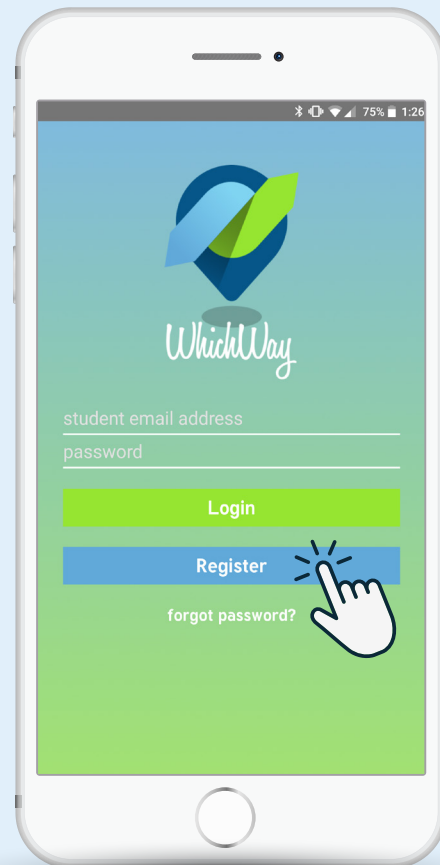 75% 1:26
WhichWay
student email address
password
Login
Register
forgot password?